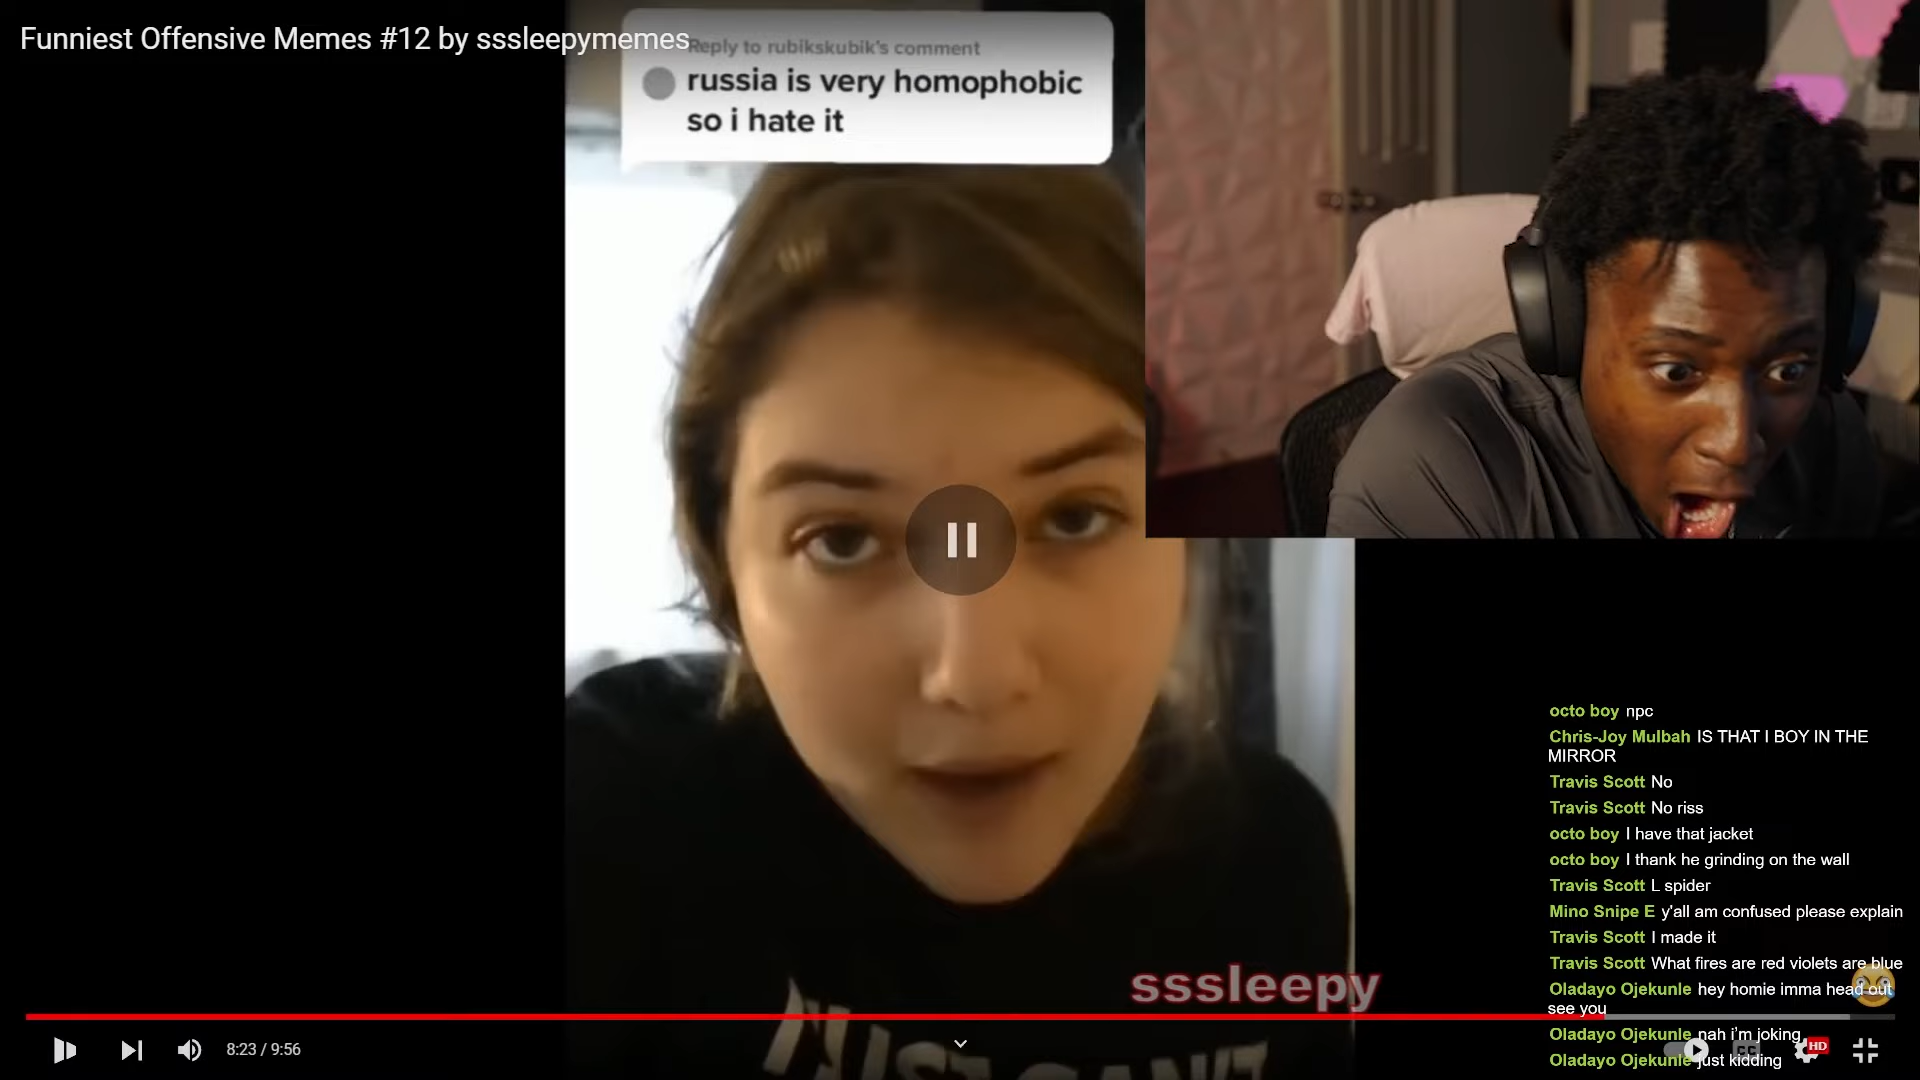 Funniest Offensive Memes #12 by sssleepymemes
Reply to rubikskubik's comment
russia is very homophobic
so i hate it
octo boy npc
Chris-Joy Mulbah IS THAT I BOY IN THE
MIRROR
Travis Scott No
Travis Scott No riss
octo boy I have that jacket
octo boy I thank he grinding on the wall
Travis Scott L spider
Mino Snipe E y'all am confused please explain
Travis Scott I made it
Travis Scott What fires are red violets are blue
Oladayo Ojekunle hey homie imma head out
see you
Oladayo Ojekunle nah i'm joking
Oladayo Ojekunle just kidding
sssleepy
8:23 / 9:56
CC
HD